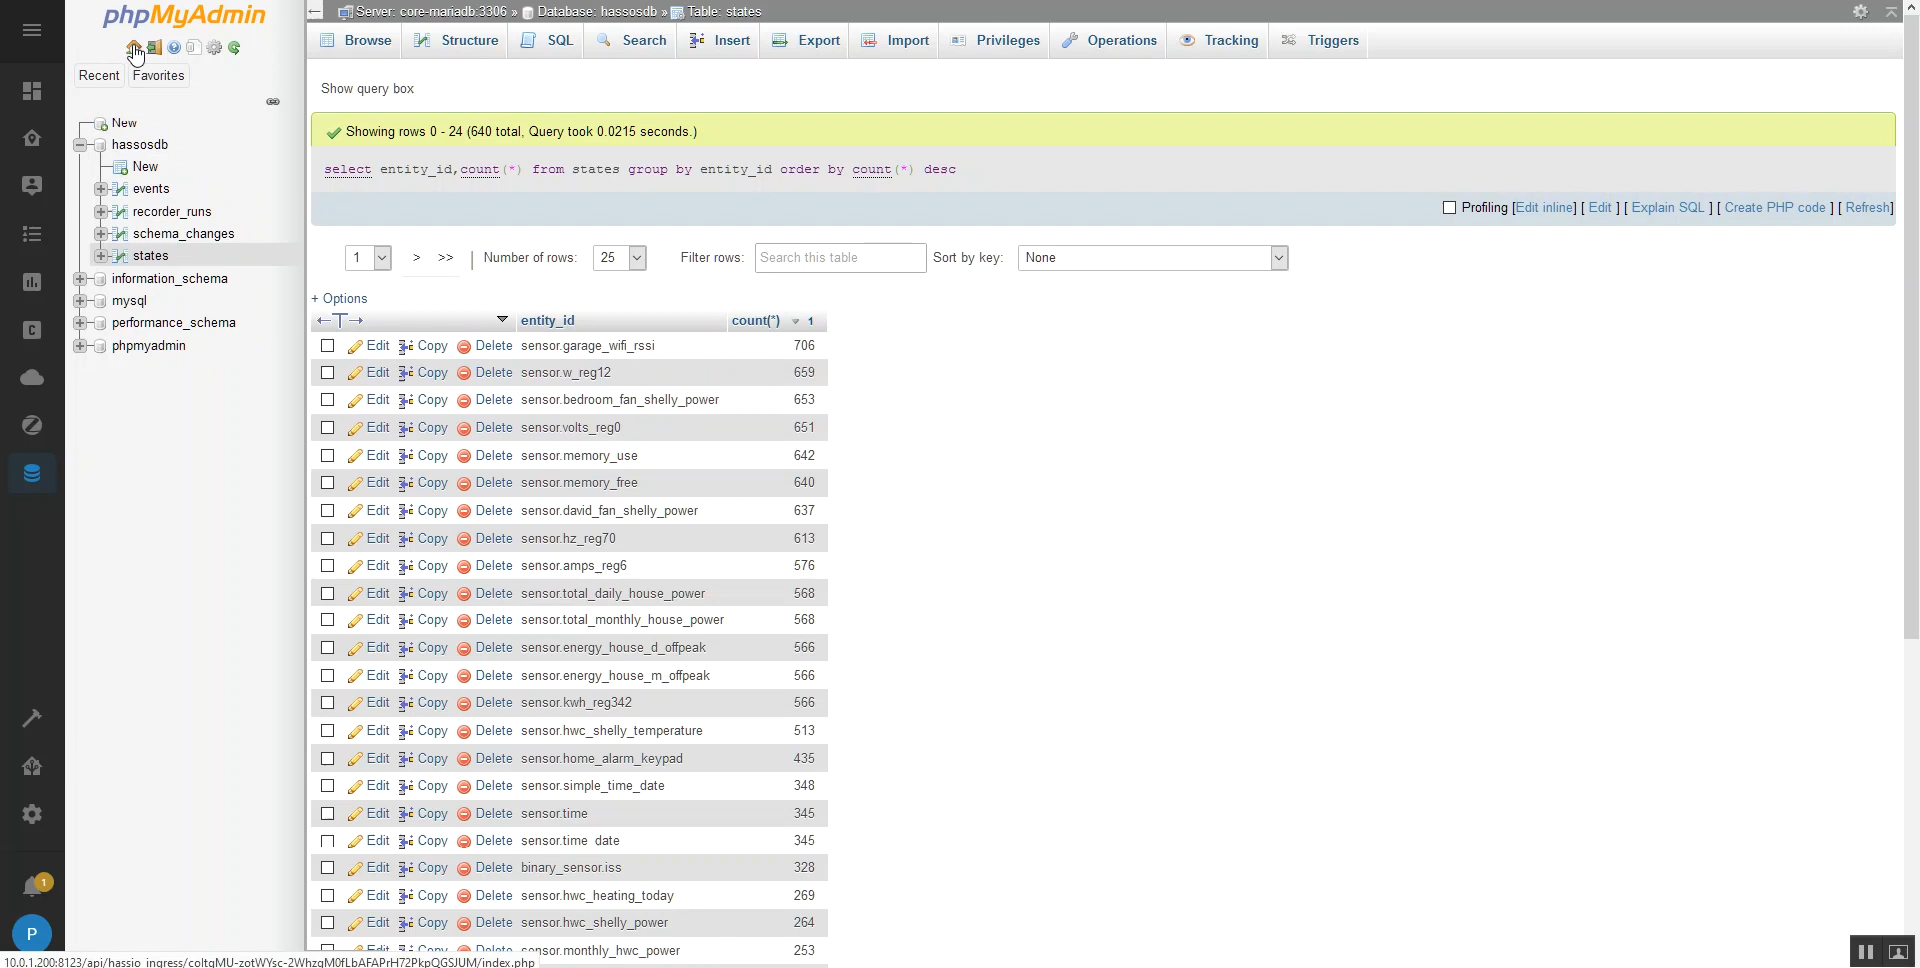 phpMyAdmin
Recent Favorites
New
hassosdb
New
events
recorder_runs
schema_changes
states
information_schema
mysql
performance_schema
phpmyadmin
1
P
Server: core-mariadb:3306 » Database: hassosdb » Table: states
Browse Structure SQL Search Insert Export Import Privileges Operations Tracking Triggers
Show query box
Showing rows 0 - 24 (640 total, Query took 0.0215 seconds.)
select entity_id,count(*) from states group by entity_id order by count(*) desc
Profiling [Edit inline] [ Edit ] [ Explain SQL ] [ Create PHP code ] [ Refresh]
1 > >> | Number of rows: 25 Filter rows: Search this table Sort by key: None
+ Options
←T→ entity_id count(*) 1
Edit Copy Delete sensor.garage_wifi_rssi 706
Edit Copy Delete sensor.w_reg12 659
Edit Copy Delete sensor.bedroom_fan_shelly_power 653
Edit Copy Delete sensor.volts_reg0 651
Edit Copy Delete sensor.memory_use 642
Edit Copy Delete sensor.memory_free 640
Edit Copy Delete sensor.david_fan_shelly_power 637
Edit Copy Delete sensor.hz_reg70 613
Edit Copy Delete sensor.amps_reg6 576
Edit Copy Delete sensor.total_daily_house_power 568
Edit Copy Delete sensor.total_monthly_house_power 568
Edit Copy Delete sensor.energy_house_d_offpeak 566
Edit Copy Delete sensor.energy_house_m_offpeak 566
Edit Copy Delete sensor.kwh_reg342 566
Edit Copy Delete sensor.hwc_shelly_temperature 513
Edit Copy Delete sensor.home_alarm_keypad 435
Edit Copy Delete sensor.simple_time_date 348
Edit Copy Delete sensor.time 345
Edit Copy Delete sensor.time_date 345
Edit Copy Delete binary_sensor.iss 328
Edit Copy Delete sensor.hwc_heating_today 269
Edit Copy Delete sensor.hwc_shelly_power 264
Edit Copy Delete sensor.monthly_hwc_power 253